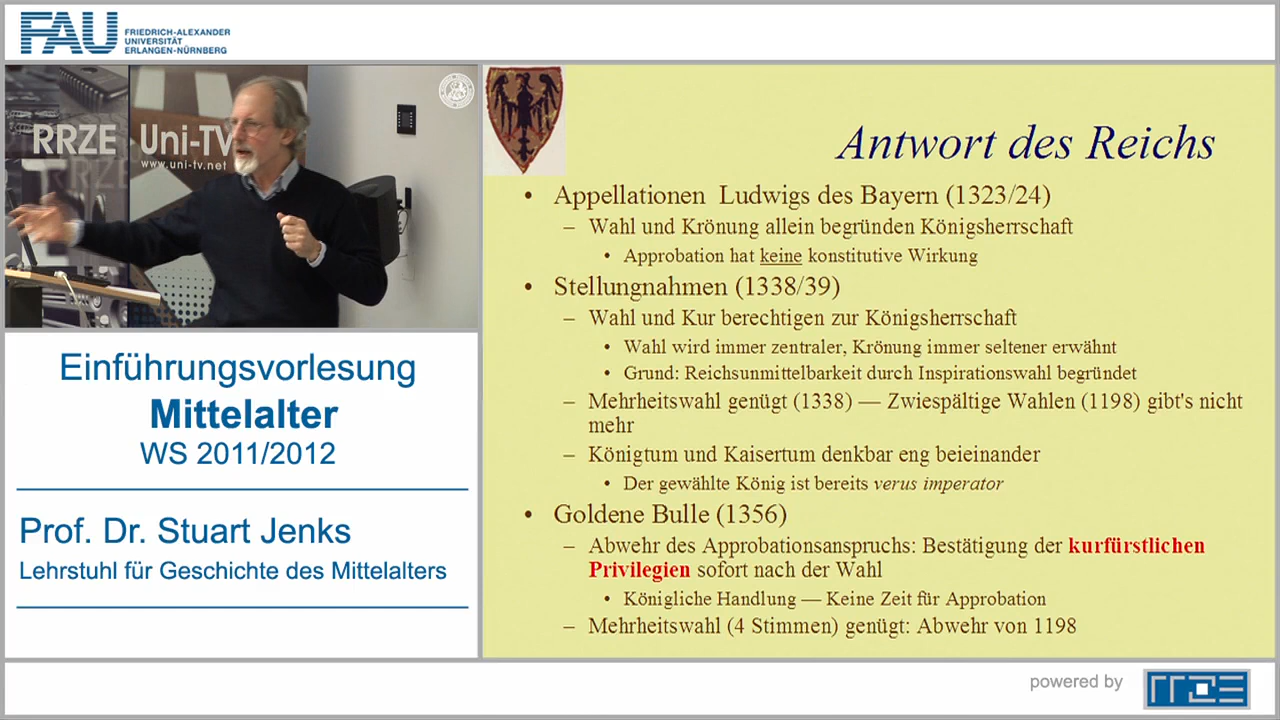 FAU
FRIEDRICH-ALEXANDER
UNIVERSITÄT
ERLANGEN-NÜRNBERG
RRZE
Uni-TV
www.uni-tv.net
Einführungsvorlesung
Mittelalter
WS 2011/2012
Prof. Dr. Stuart Jenks
Lehrstuhl für Geschichte des Mittelalters
Antwort des Reichs
• Appellationen Ludwigs des Bayern (1323/24)
– Wahl und Krönung allein begründen Königsherrschaft
• Approbation hat keine konstitutive Wirkung
• Stellungnahmen (1338/39)
– Wahl und Kur berechtigen zur Königsherrschaft
• Wahl wird immer zentraler, Krönung immer seltener erwähnt
• Grund: Reichsunmittelbarkeit durch Inspirationswahl begründet
– Mehrheitswahl genügt (1338) — Zwiespältige Wahlen (1198) gibt's nicht
mehr
– Königtum und Kaisertum denkbar eng beieinander
• Der gewählte König ist bereits verus imperator
• Goldene Bulle (1356)
– Abwehr des Approbationsanspruchs: Bestätigung der kurfürstlichen
Privilegien sofort nach der Wahl
• Königliche Handlung — Keine Zeit für Approbation
– Mehrheitswahl (4 Stimmen) genügt: Abwehr von 1198
powered by
rrze